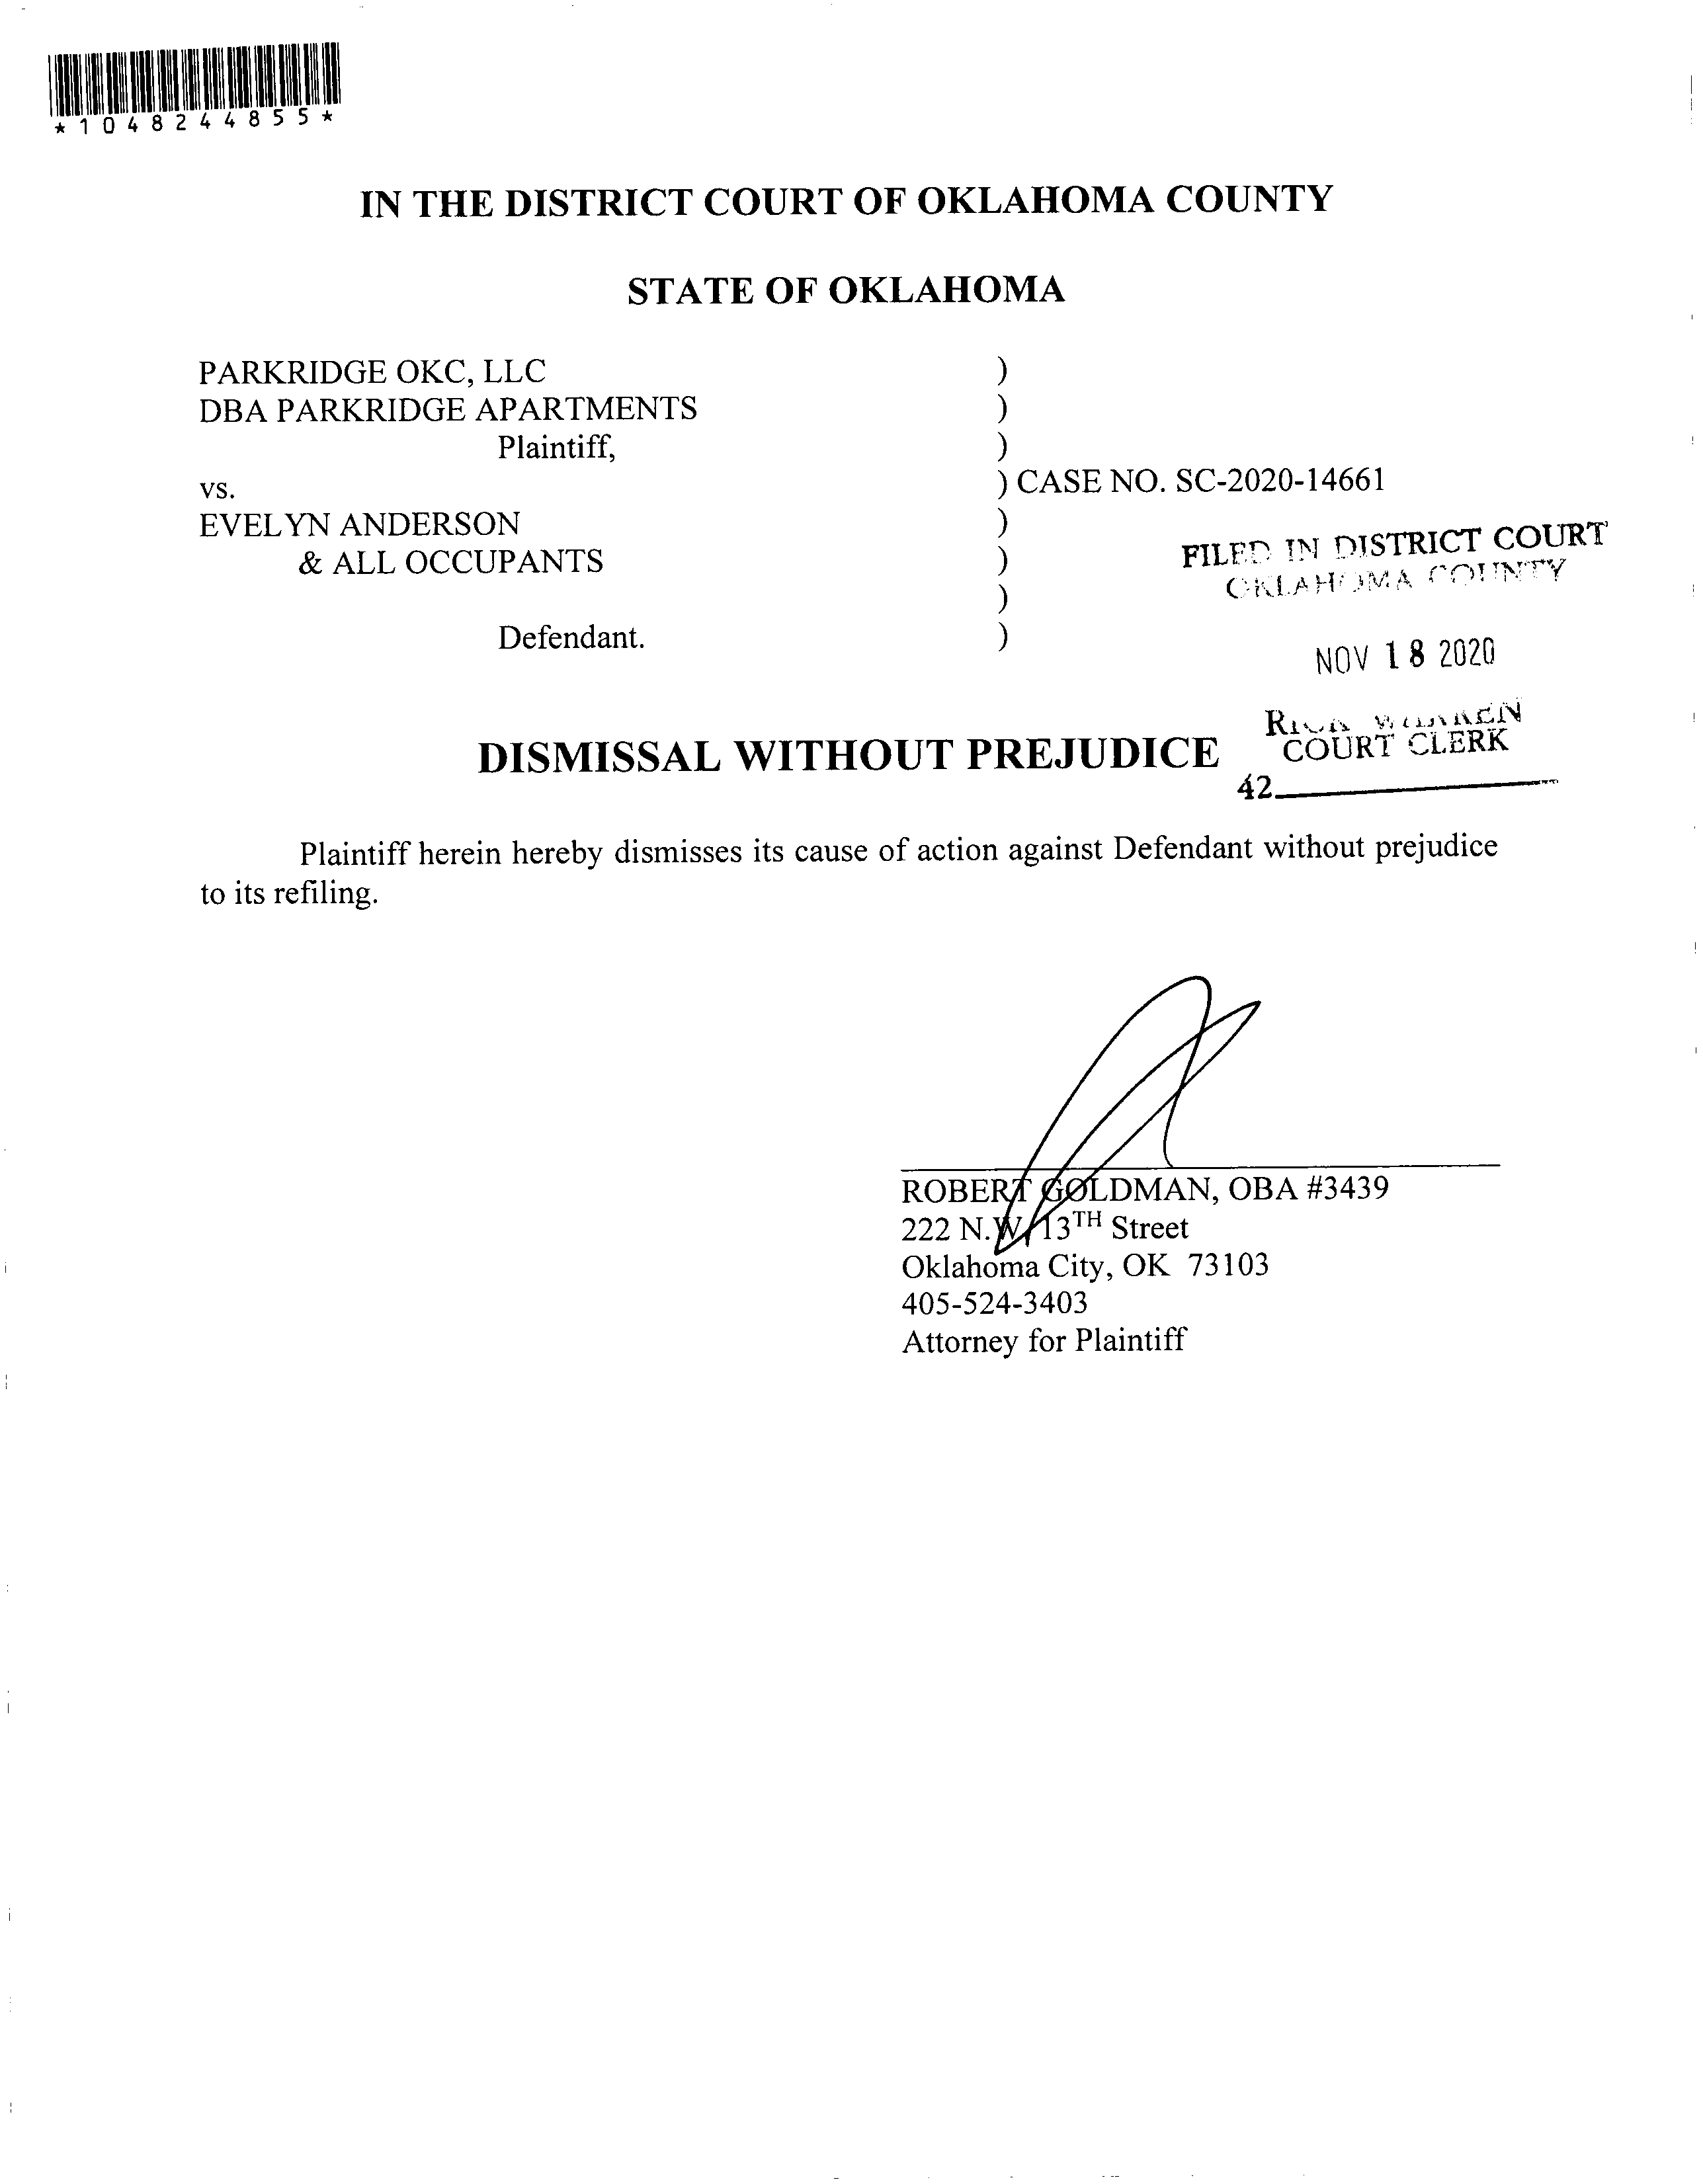 *1048244855*
IN THE DISTRICT COURT OF OKLAHOMA COUNTY
STATE OF OKLAHOMA
PARKRIDGE OKC, LLC )
DBA PARKRIDGE APARTMENTS )
Plaintiff, )
vs. ) CASE NO. SC-2020-14661
EVELYN ANDERSON )
& ALL OCCUPANTS )
)
Defendant. )
FILED IN DISTRICT COURT
OKLAHOMA COUNTY
NOV 18 2020
RICK WARREN
COURT CLERK
42
DISMISSAL WITHOUT PREJUDICE
Plaintiff herein hereby dismisses its cause of action against Defendant without prejudice
to its refiling.
ROBERT GOLDMAN, OBA #3439
222 N.W. 13TH Street
Oklahoma City, OK 73103
405-524-3403
Attorney for Plaintiff